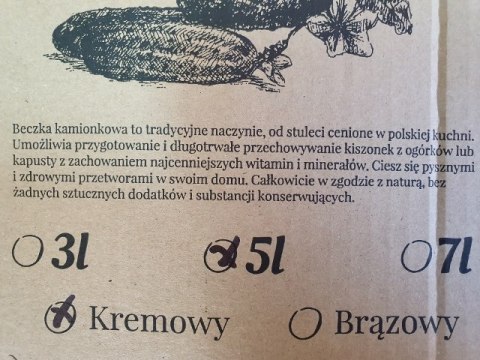 Beczka kamionkowa to tradycyjne naczynie, od stuleci cenione w polskiej kuchni.
Umożliwia przygotowanie i długotrwałe przechowywanie kiszonek z ogórków lub
kapusty z zachowaniem najcenniejszych witamin i minerałów. Ciesz się pysznymi
i zdrowymi przetworami w swoim domu. Całkowicie w zgodzie z naturą, bez
żadnych sztucznych dodatków i substancji konserwujących.
3l 5l 7l
Kremowy Brązowy